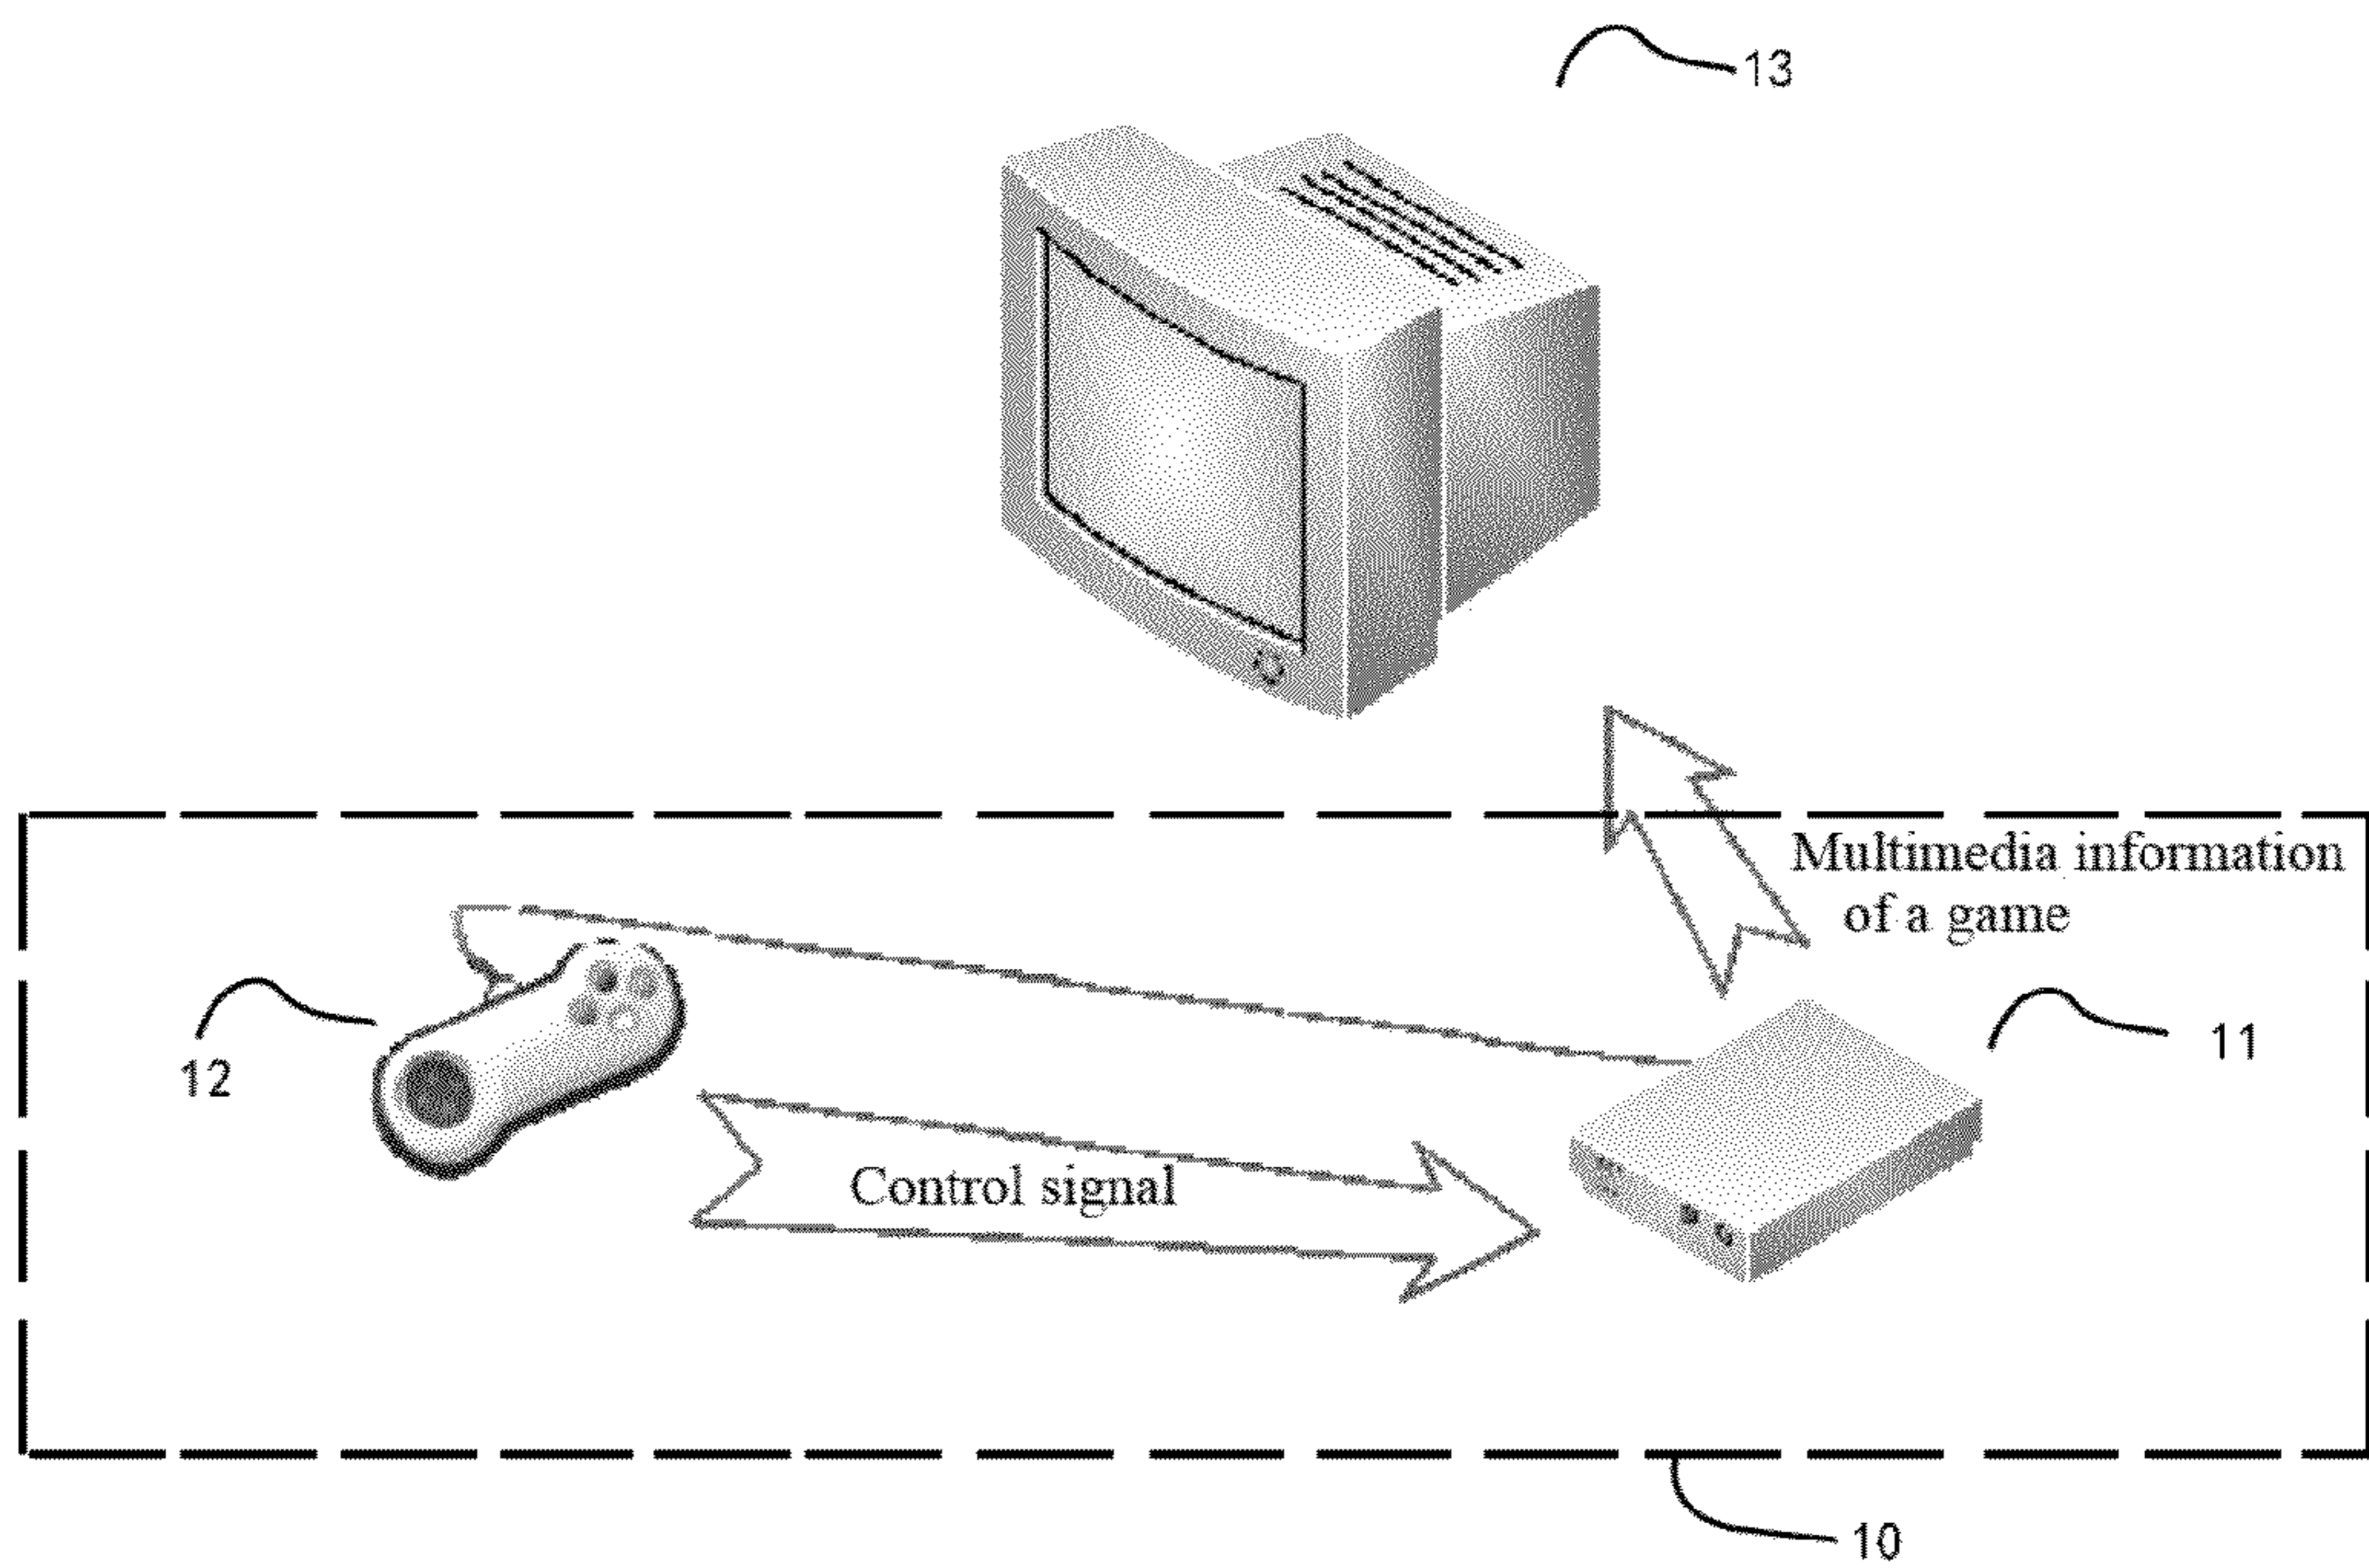 13
Multimedia information
of a game
12
11
Control signal
10